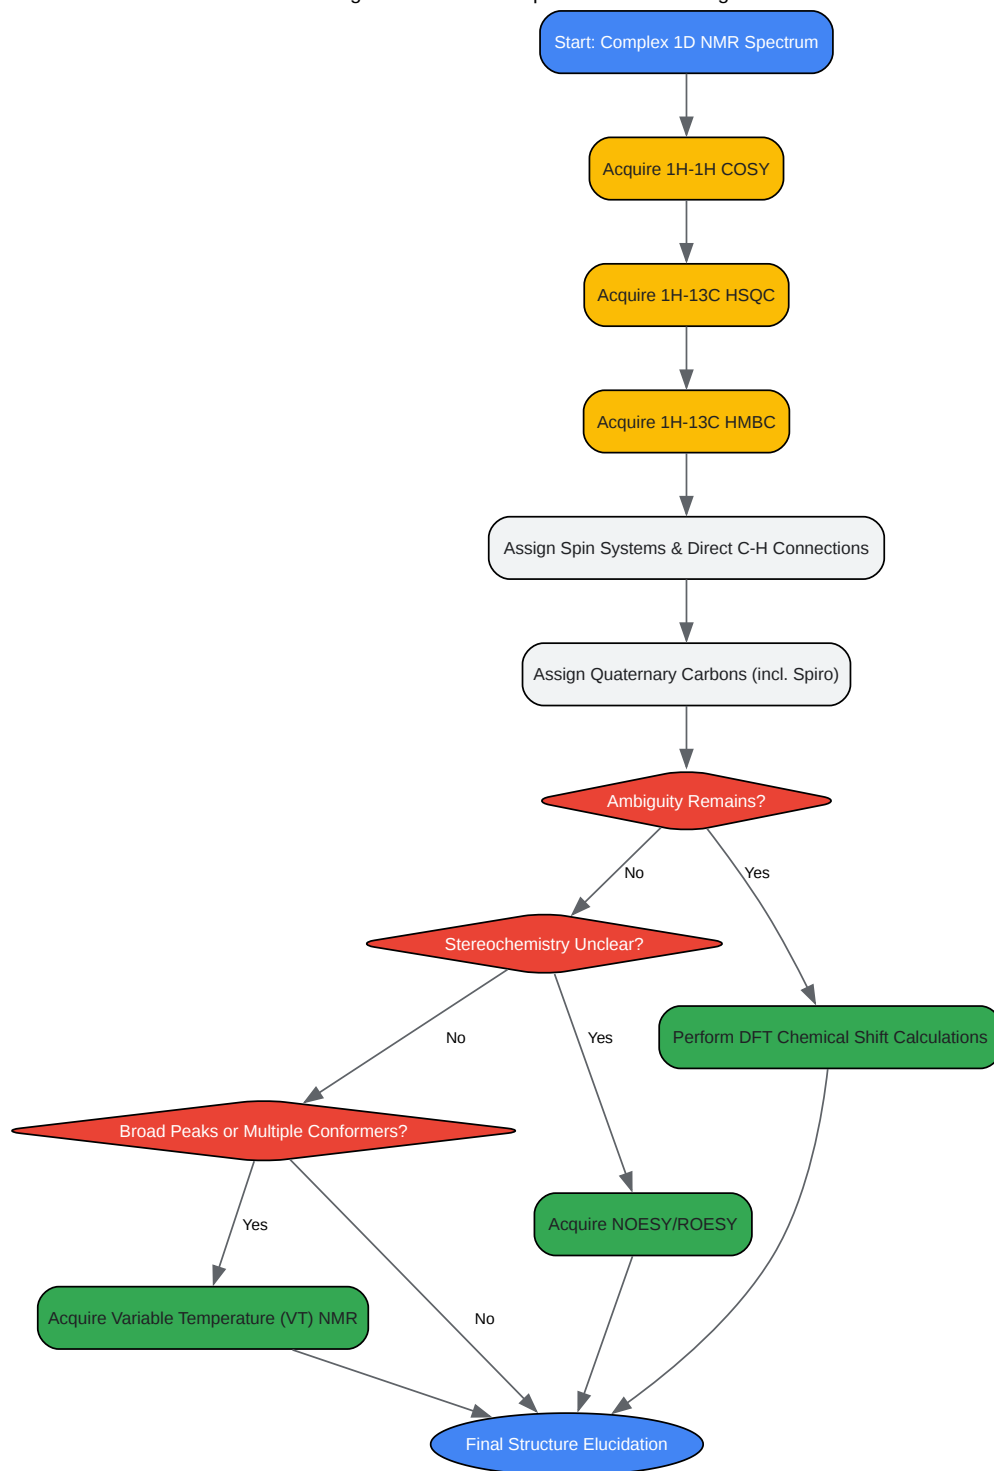 Start: Complex 1D NMR Spectrum
Acquire 1H-1H COSY
Acquire 1H-13C HSQC
Acquire 1H-13C HMBC
Assign Spin Systems & Direct C-H Connections
Assign Quaternary Carbons (incl. Spiro)
Ambiguity Remains?
No
Yes
Stereochemistry Unclear?
No
Yes
Perform DFT Chemical Shift Calculations
Broad Peaks or Multiple Conformers?
Yes
Acquire NOESY/ROESY
Acquire Variable Temperature (VT) NMR
No
Final Structure Elucidation